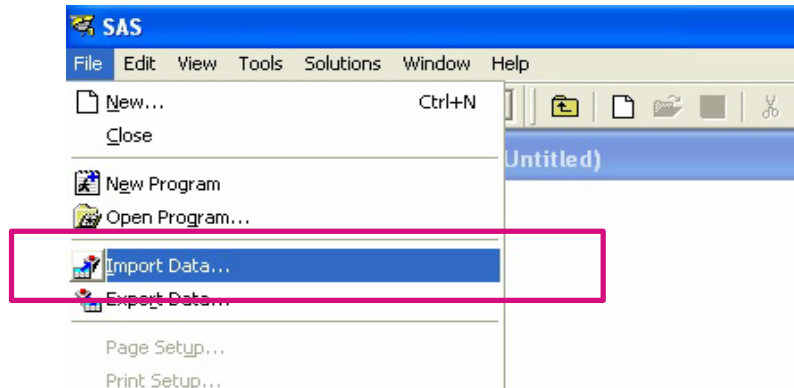 SAS
File Edit View Tools Solutions Window Help
New... Ctrl+N
Close
Untitled)
New Program
Open Program...
Import Data...
Export Data...
Page Setup...
Print Setup...